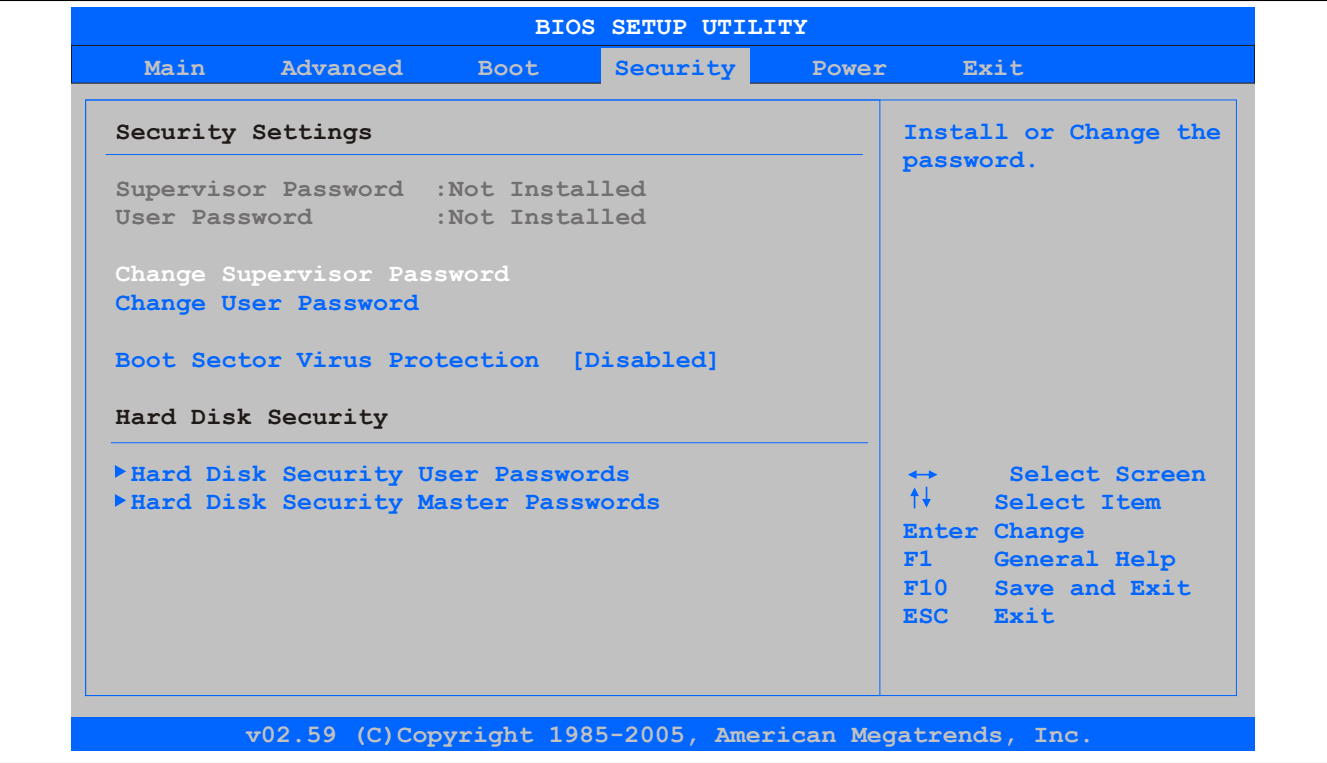 BIOS SETUP UTILITY
Main Advanced Boot Security Power Exit
Security Settings
Supervisor Password :Not Installed
User Password :Not Installed
Change Supervisor Password
Change User Password
Boot Sector Virus Protection [Disabled]
Hard Disk Security
Hard Disk Security User Passwords
Hard Disk Security Master Passwords
Install or Change the
password.
↔ Select Screen
↑↓ Select Item
Enter Change
F1 General Help
F10 Save and Exit
ESC Exit
v02.59 (C)Copyright 1985-2005, American Megatrends, Inc.